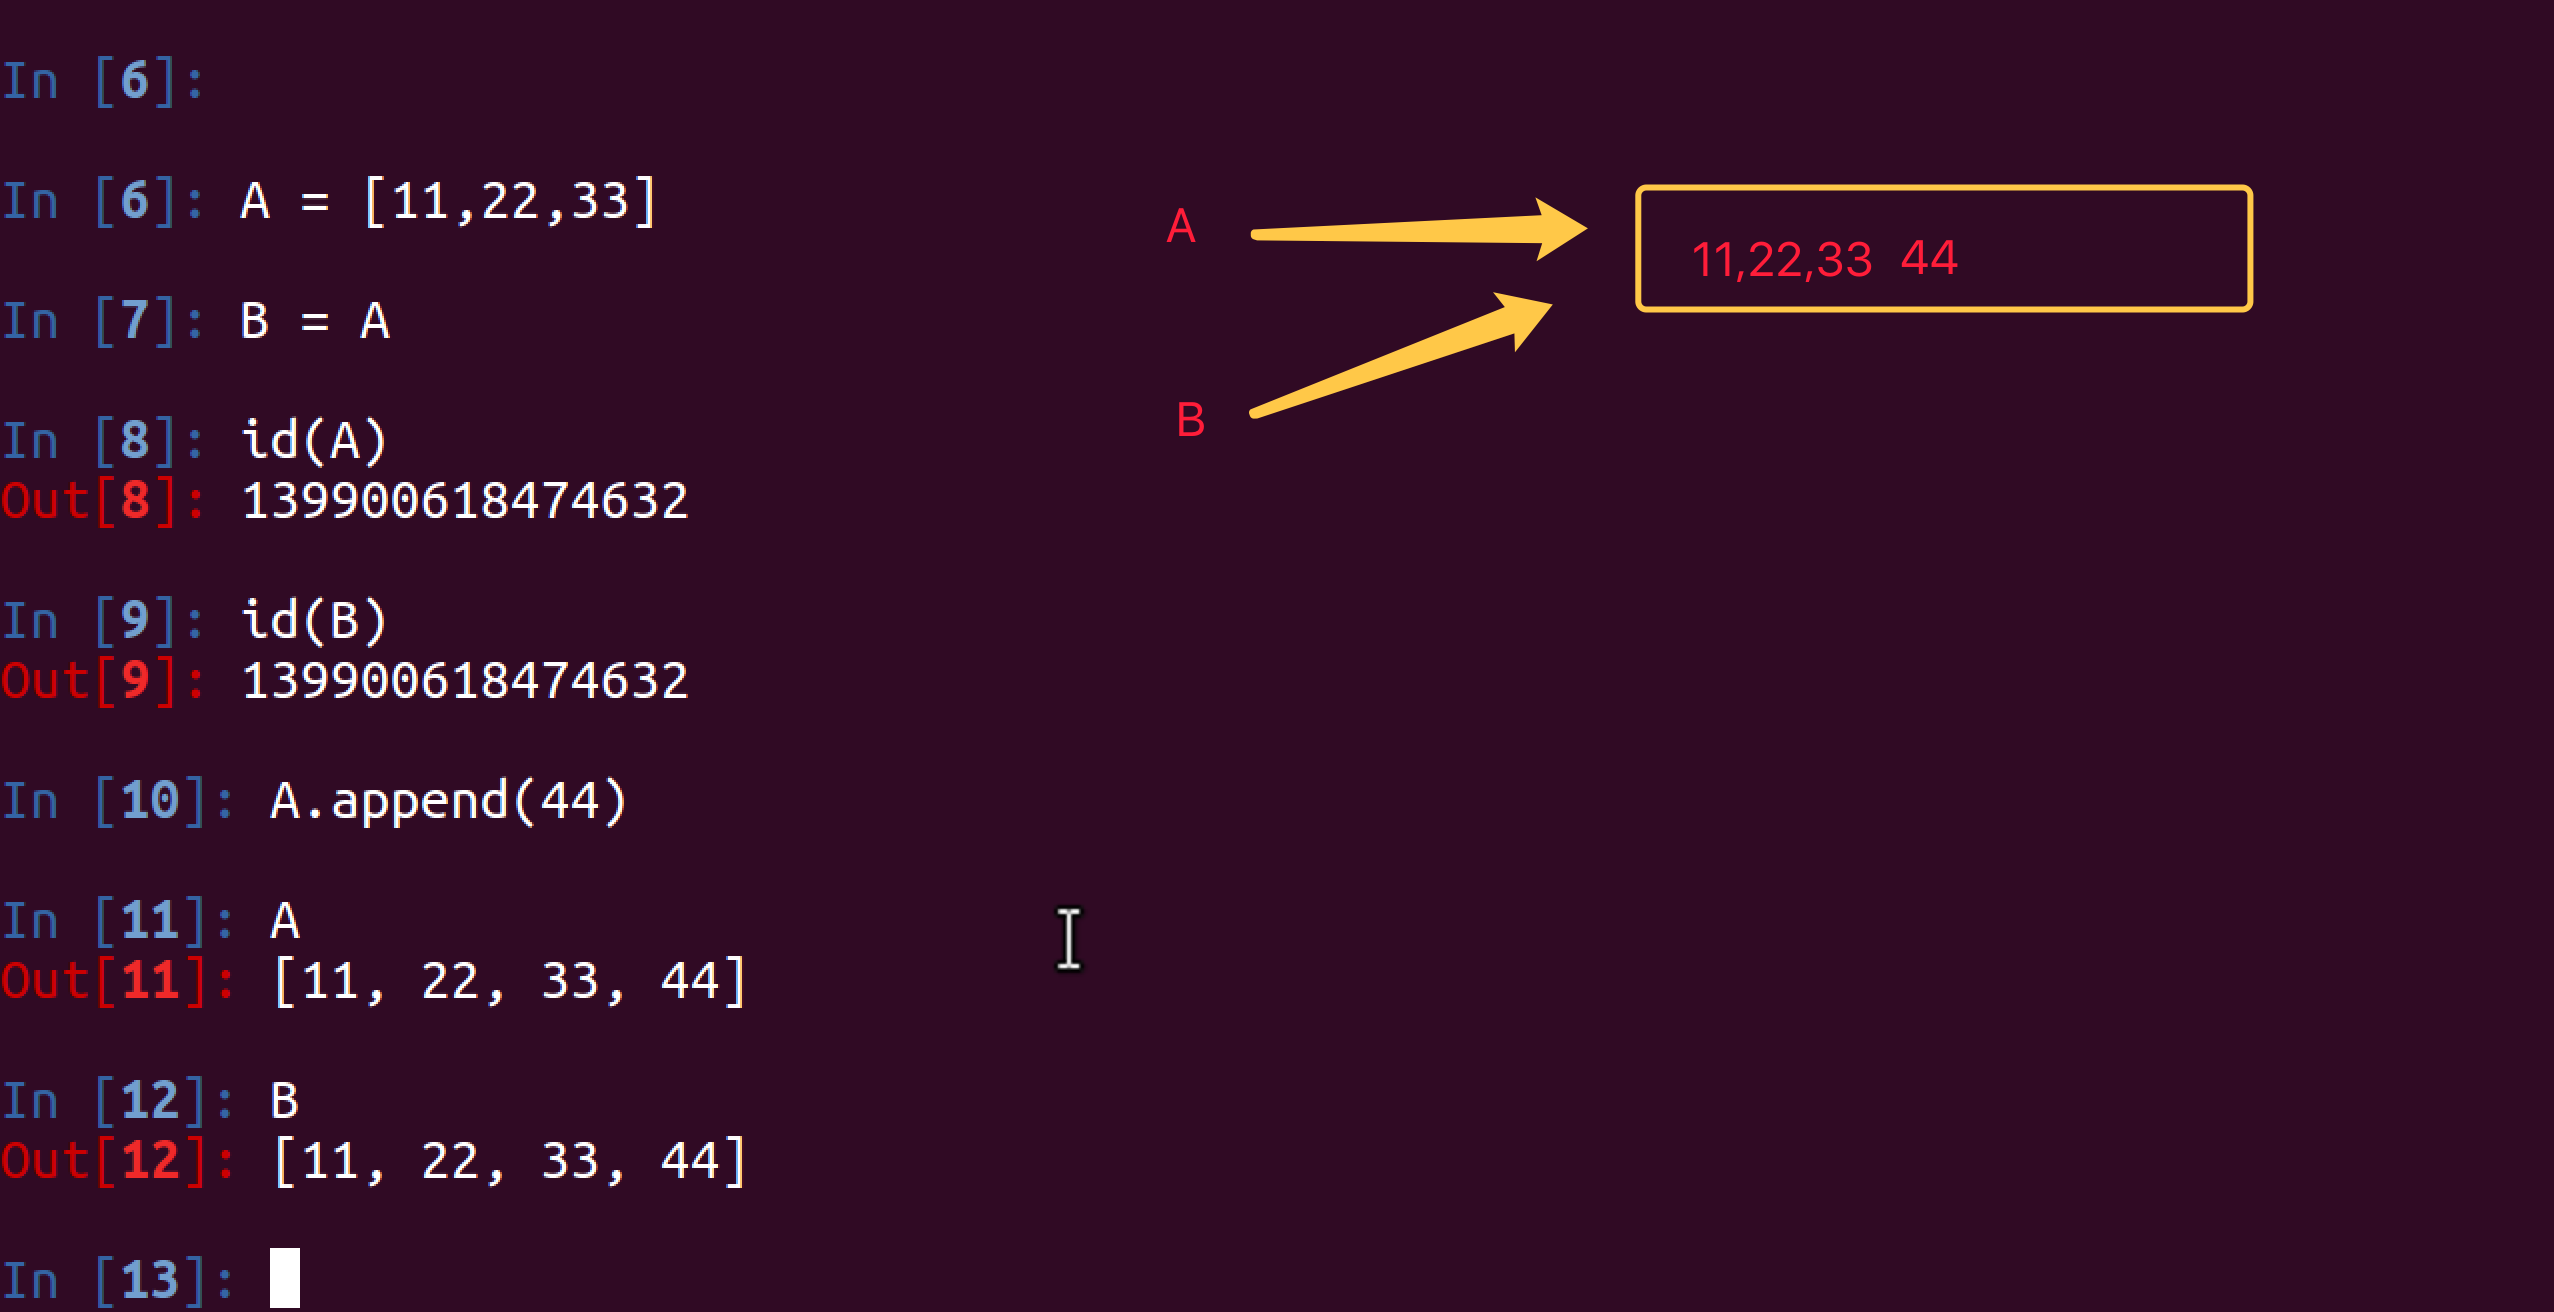 In [6]:
In [6]: A = [11,22,33]
In [7]: B = A
In [8]: id(A)
Out[8]: 139900618474632
In [9]: id(B)
Out[9]: 139900618474632
In [10]: A.append(44)
In [11]: A
Out[11]: [11, 22, 33, 44]
In [12]: B
Out[12]: [11, 22, 33, 44]
In [13]:
A
11,22,33 44
B